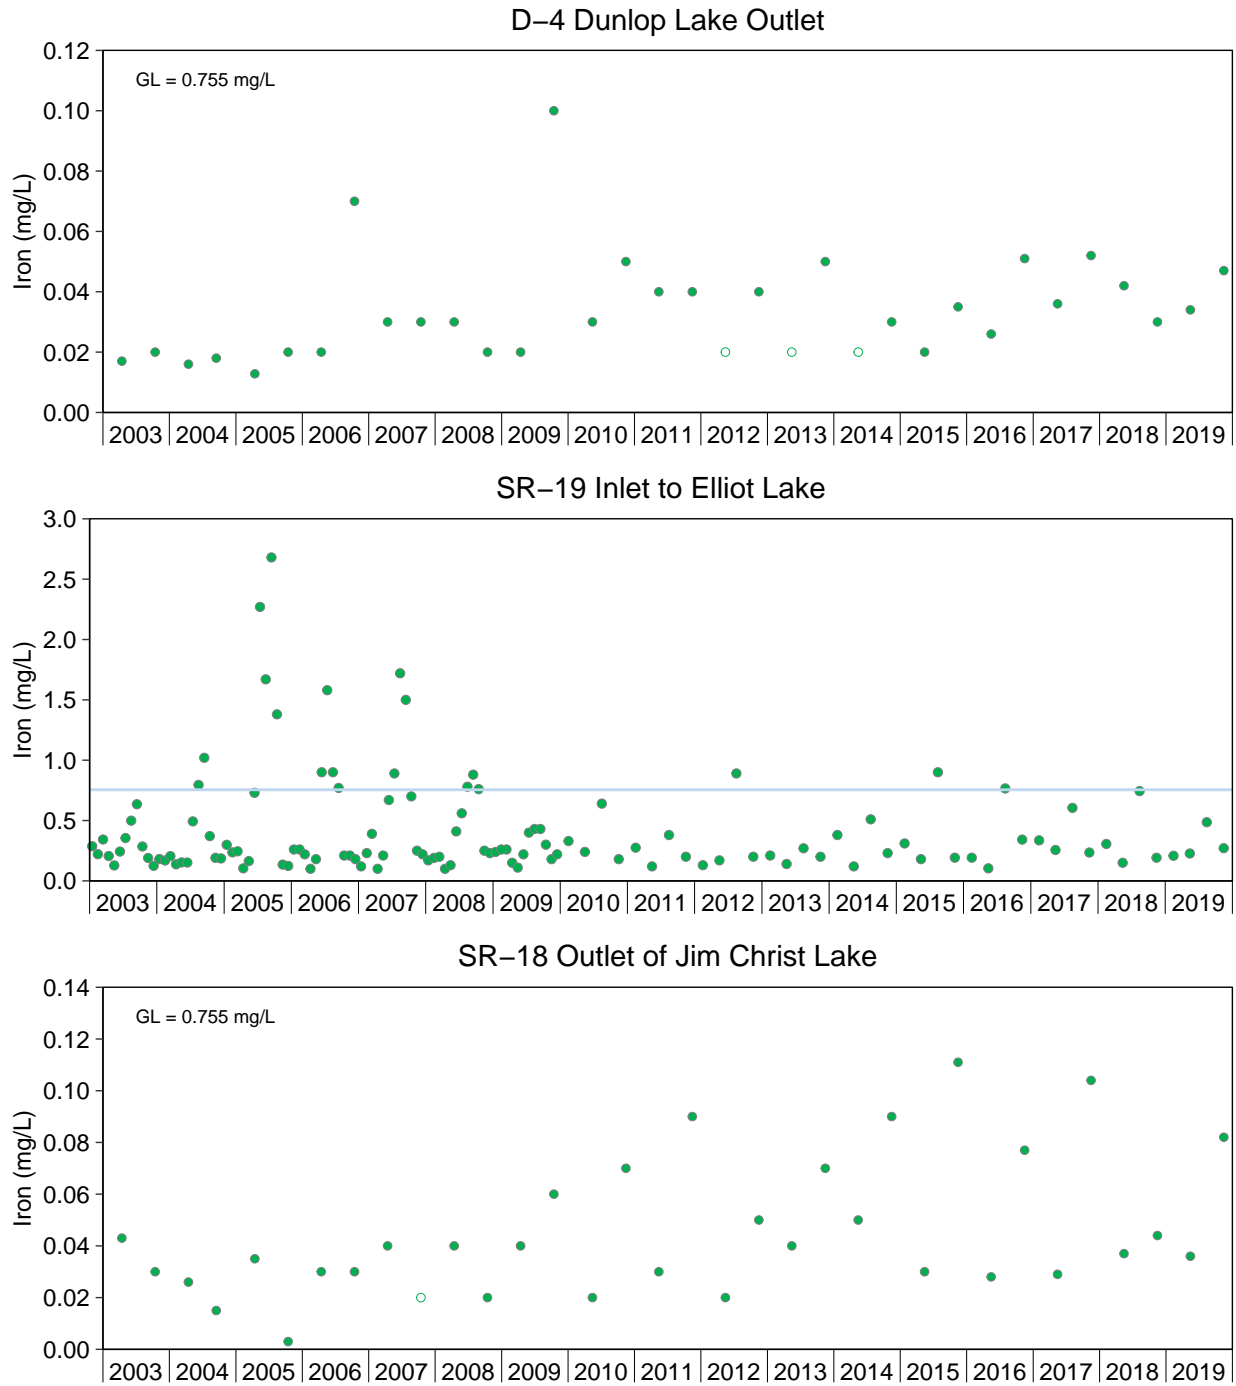 D−4 Dunlop Lake Outlet
GL = 0.755 mg/L
Iron (mg/L)
0.12
0.10
0.08
0.06
0.04
0.02
0.00
2003 2004 2005 2006 2007 2008 2009 2010 2011 2012 2013 2014 2015 2016 2017 2018 2019
SR−19 Inlet to Elliot Lake
Iron (mg/L)
3.0
2.5
2.0
1.5
1.0
0.5
0.0
2003 2004 2005 2006 2007 2008 2009 2010 2011 2012 2013 2014 2015 2016 2017 2018 2019
SR−18 Outlet of Jim Christ Lake
GL = 0.755 mg/L
Iron (mg/L)
0.14
0.12
0.10
0.08
0.06
0.04
0.02
0.00
2003 2004 2005 2006 2007 2008 2009 2010 2011 2012 2013 2014 2015 2016 2017 2018 2019